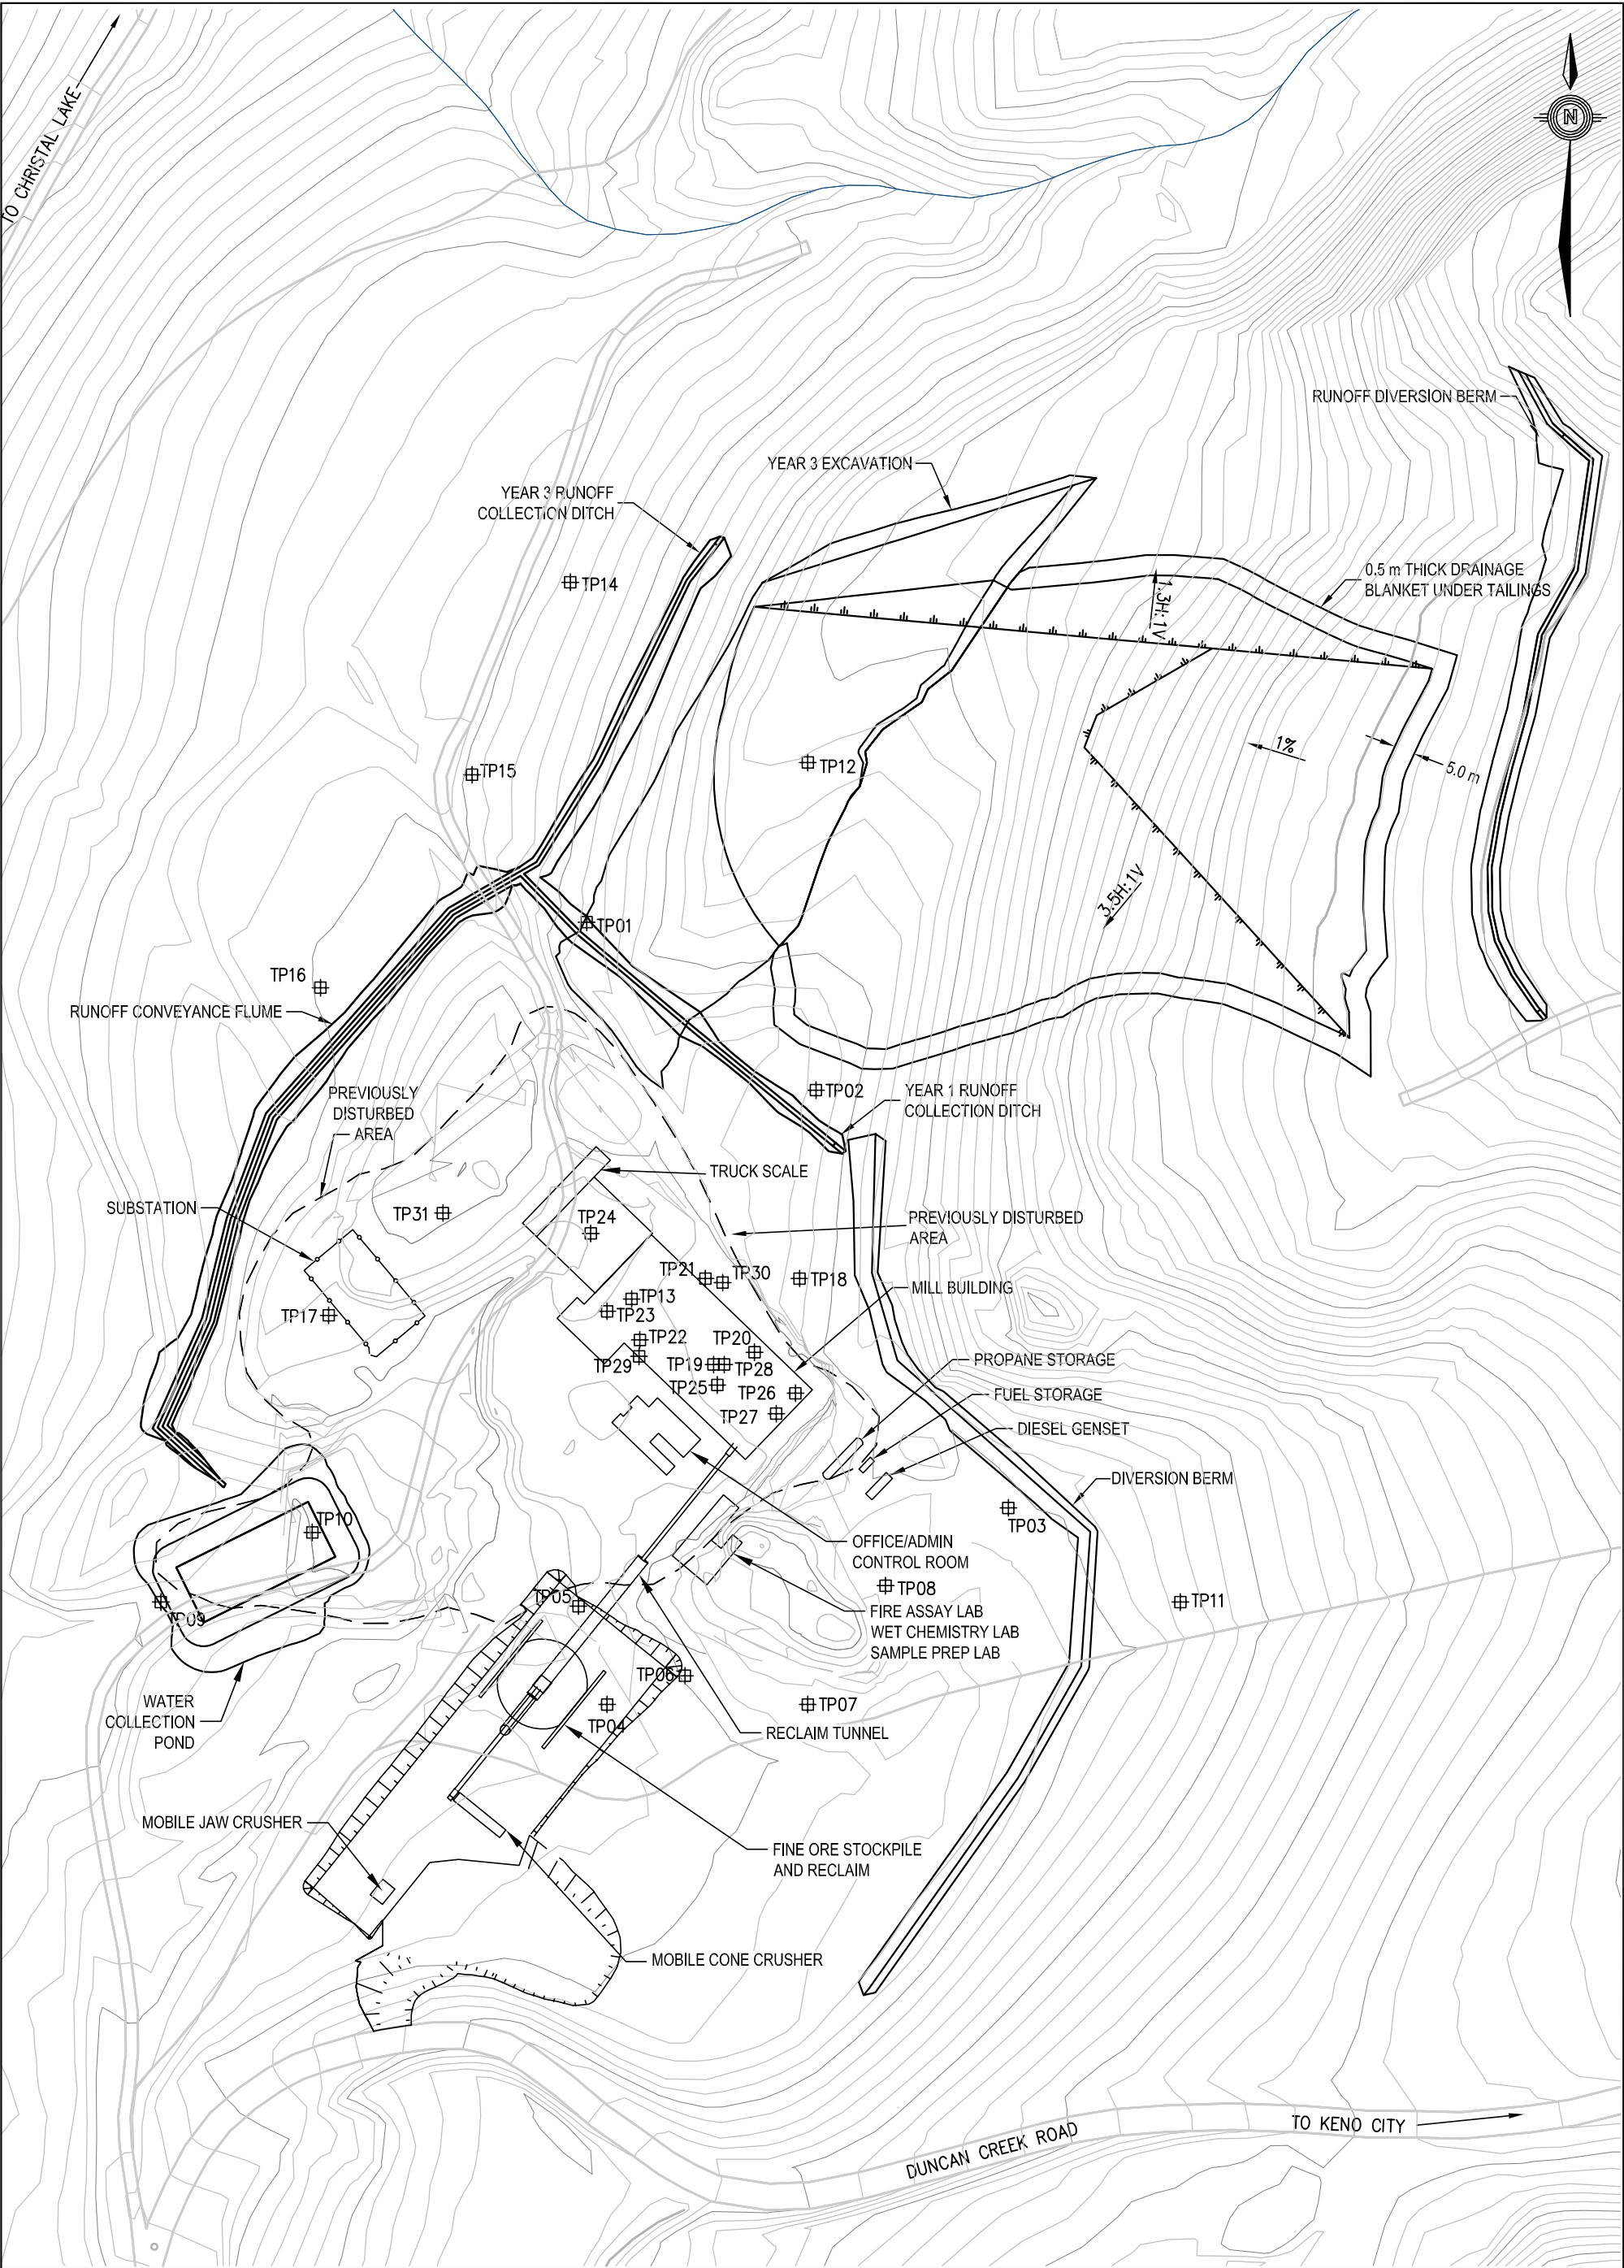 TO CHRISTAL LAKE
N
RUNOFF DIVERSION BERM
YEAR 3 EXCAVATION
YEAR 3 RUNOFF
COLLECTION DITCH
TP14
0.5 m THICK DRAINAGE
BLANKET UNDER TAILINGS
1.3H:1V
TP15
TP12
1%
5.0 m
3.5H:1V
TP01
TP16
RUNOFF CONVEYANCE FLUME
PREVIOUSLY
DISTURBED
AREA
TP02
YEAR 1 RUNOFF
COLLECTION DITCH
TRUCK SCALE
SUBSTATION
TP31
TP24
PREVIOUSLY DISTURBED
AREA
TP21
TP30
TP18
MILL BUILDING
TP13
TP23
TP17
TP22
TP20
TP29
TP19
TP28
PROPANE STORAGE
TP25
TP26
FUEL STORAGE
TP27
DIESEL GENSET
DIVERSION BERM
TP10
TP03
OFFICE/ADMIN
CONTROL ROOM
TP08
TP05
TP09
TP11
FIRE ASSAY LAB
WET CHEMISTRY LAB
SAMPLE PREP LAB
TP06
WATER
COLLECTION
POND
TP04
TP07
RECLAIM TUNNEL
MOBILE JAW CRUSHER
FINE ORE STOCKPILE
AND RECLAIM
MOBILE CONE CRUSHER
DUNCAN CREEK ROAD
TO KENO CITY